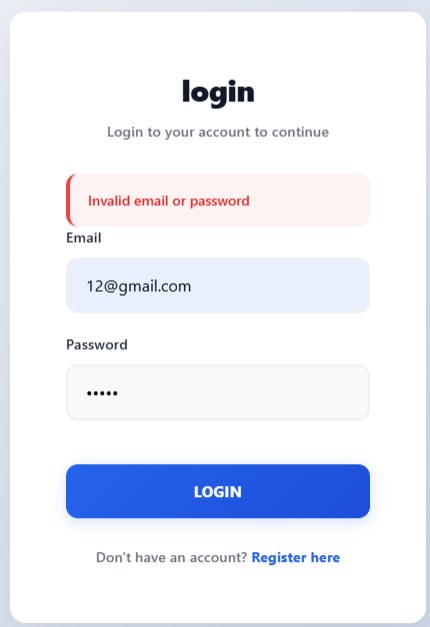 login
Login to your account to continue
Invalid email or password
Email
12@gmail.com
Password
•••••
LOGIN
Don't have an account? Register here